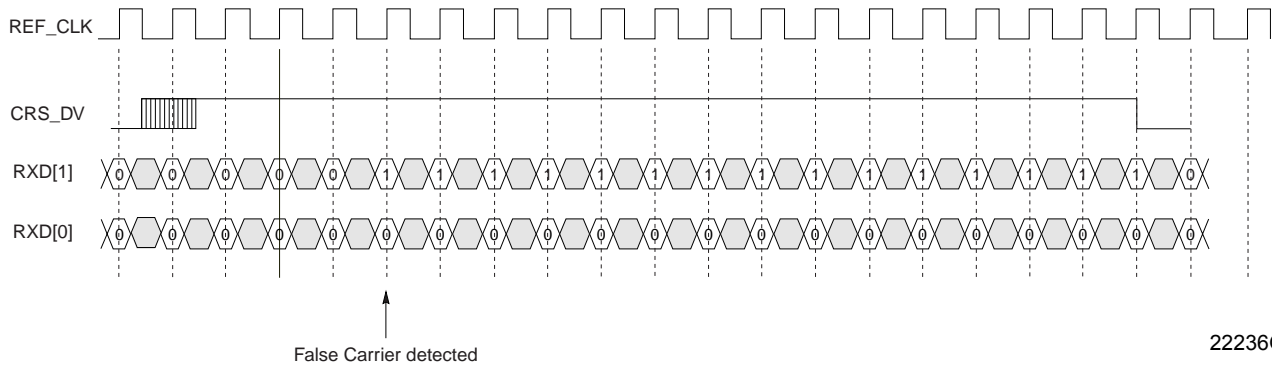 REF_CLK
CRS_DV
RXD[1] 0 0 0 0 0 1 1 1 1 1 1 1 1 1 1 1 1 1 1 1 0
RXD[0] 0 0 0 0 0 0 0 0 0 0 0 0 0 0 0 0 0 0 0 0 0
False Carrier detected